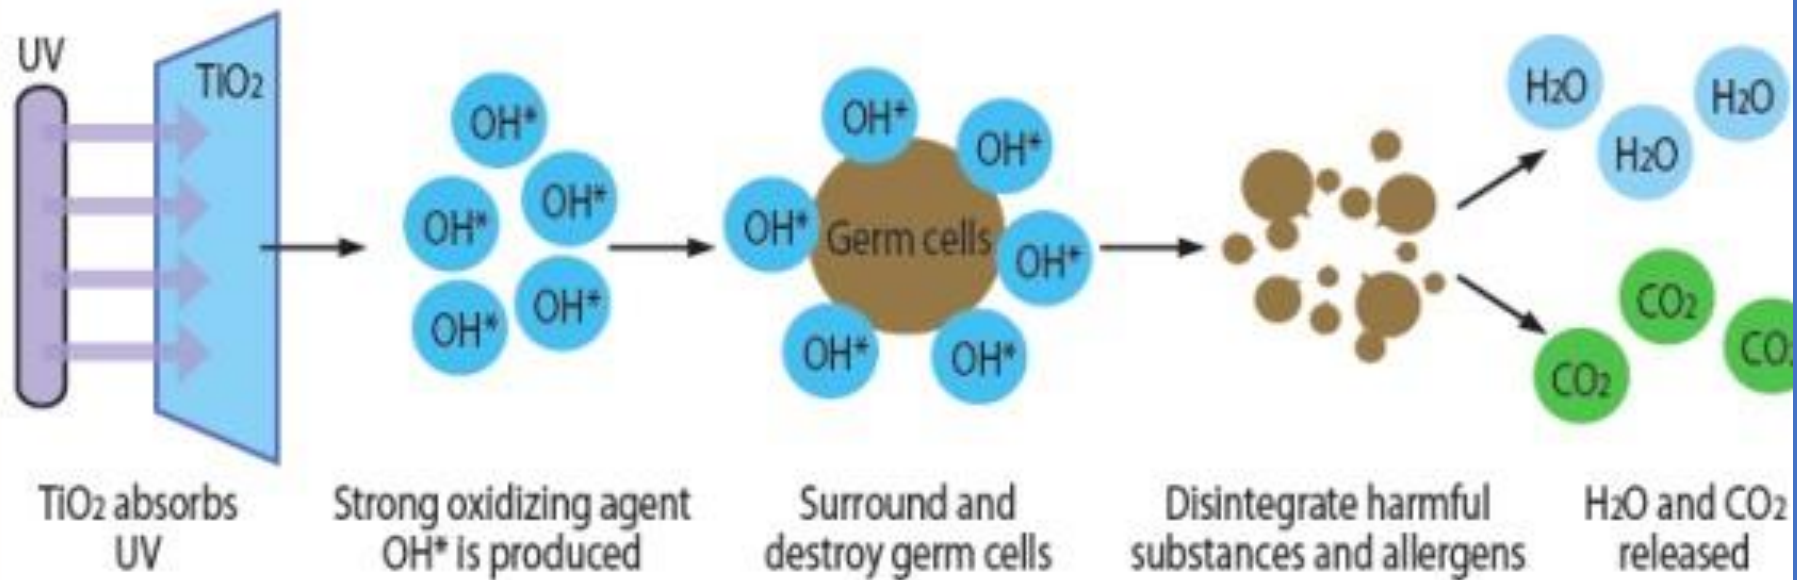 UV
TiO2
OH*
OH*
OH*
OH*
OH*
OH*
OH*
OH*
Germ cells
OH*
OH*
OH*
H2O
H2O
H2O
CO2
CO2
CO2
TiO2 absorbs
UV
Strong oxidizing agent
OH* is produced
Surround and
destroy germ cells
Disintegrate harmful
substances and allergens
H2O and CO2
released